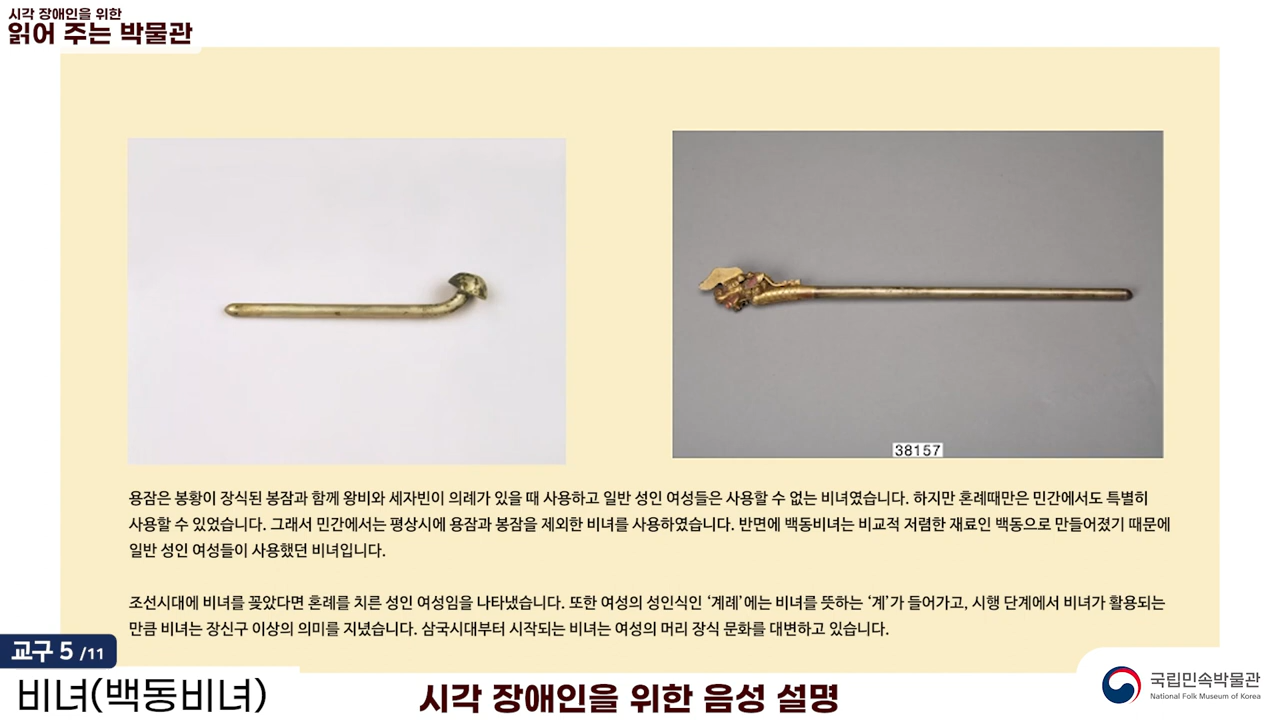 시각 장애인을 위한
읽어 주는 박물관
38157
용잠은 봉황이 장식된 봉잠과 함께 왕비와 세자빈이 의례가 있을 때 사용하고 일반 성인 여성들은 사용할 수 없는 비녀였습니다. 하지만 혼례때만은 민간에서도 특별히
사용할 수 있었습니다. 그래서 민간에서는 평상시에 용잠과 봉잠을 제외한 비녀를 사용하였습니다. 반면에 백동비녀는 비교적 저렴한 재료인 백동으로 만들어졌기 때문에
일반 성인 여성들이 사용했던 비녀입니다.
조선시대에 비녀를 꽂았다면 혼례를 치른 성인 여성임을 나타냈습니다. 또한 여성의 성인식인 ‘계례’에는 비녀를 뜻하는 ‘계’가 들어가고, 시행 단계에서 비녀가 활용되는
만큼 비녀는 장신구 이상의 의미를 지녔습니다. 삼국시대부터 시작되는 비녀는 여성의 머리 장식 문화를 대변하고 있습니다.
교구 5 /11
비녀(백동비녀)
시각 장애인을 위한 음성 설명
국립민속박물관
National Folk Museum of Korea